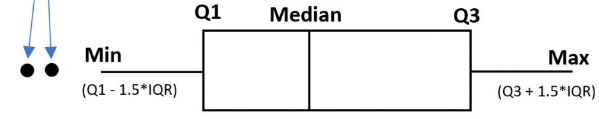 Q1 Median Q3
Min
Max
(Q1 - 1.5*IQR)
(Q3 + 1.5*IQR)